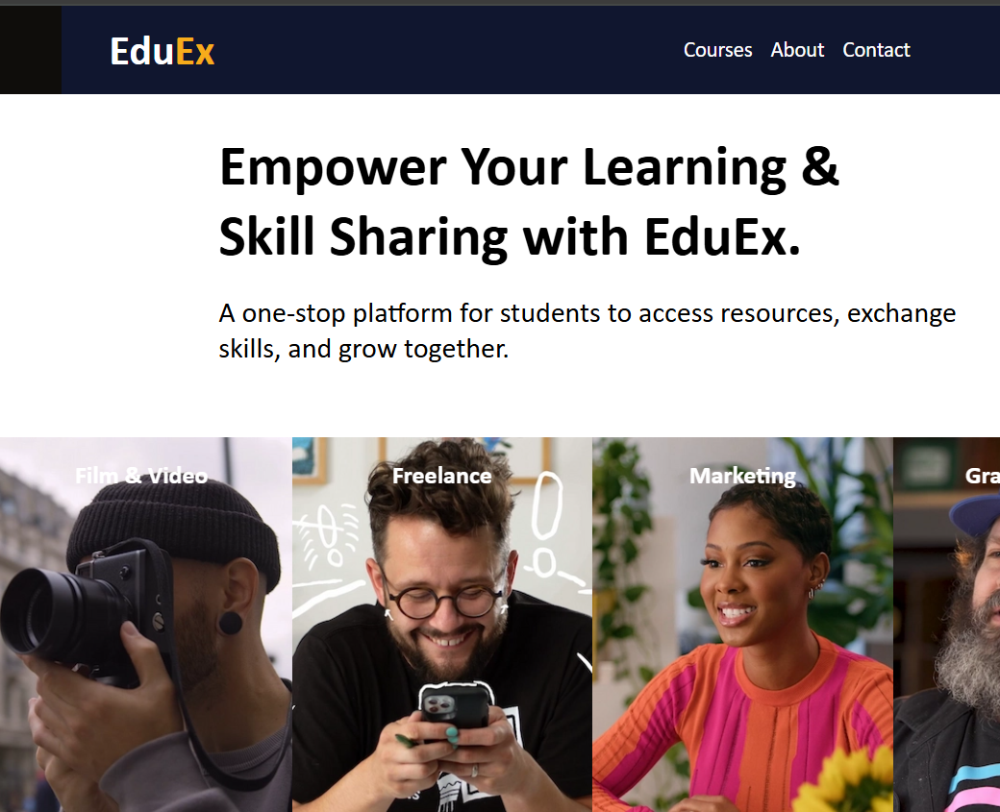 EduEx
Courses About Contact
Empower Your Learning &
Skill Sharing with EduEx.
A one-stop platform for students to access resources, exchange
skills, and grow together.
Film & Video
Freelance
Marketing
Gra